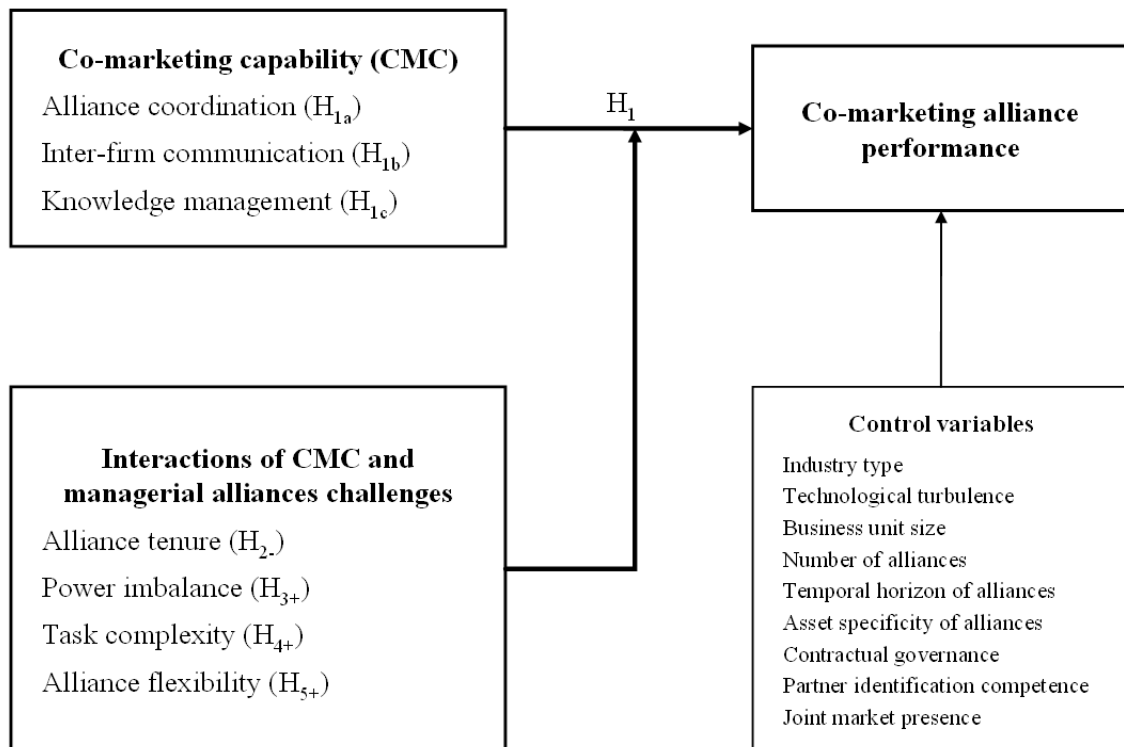 Co-marketing capability (CMC)
Alliance coordination (H1a)
Inter-firm communication (H1b)
Knowledge management (H1c)
H1
Co-marketing alliance
performance
Interactions of CMC and
managerial alliances challenges
Alliance tenure (H2-)
Power imbalance (H3+)
Task complexity (H4+)
Alliance flexibility (H5+)
Control variables
Industry type
Technological turbulence
Business unit size
Number of alliances
Temporal horizon of alliances
Asset specificity of alliances
Contractual governance
Partner identification competence
Joint market presence